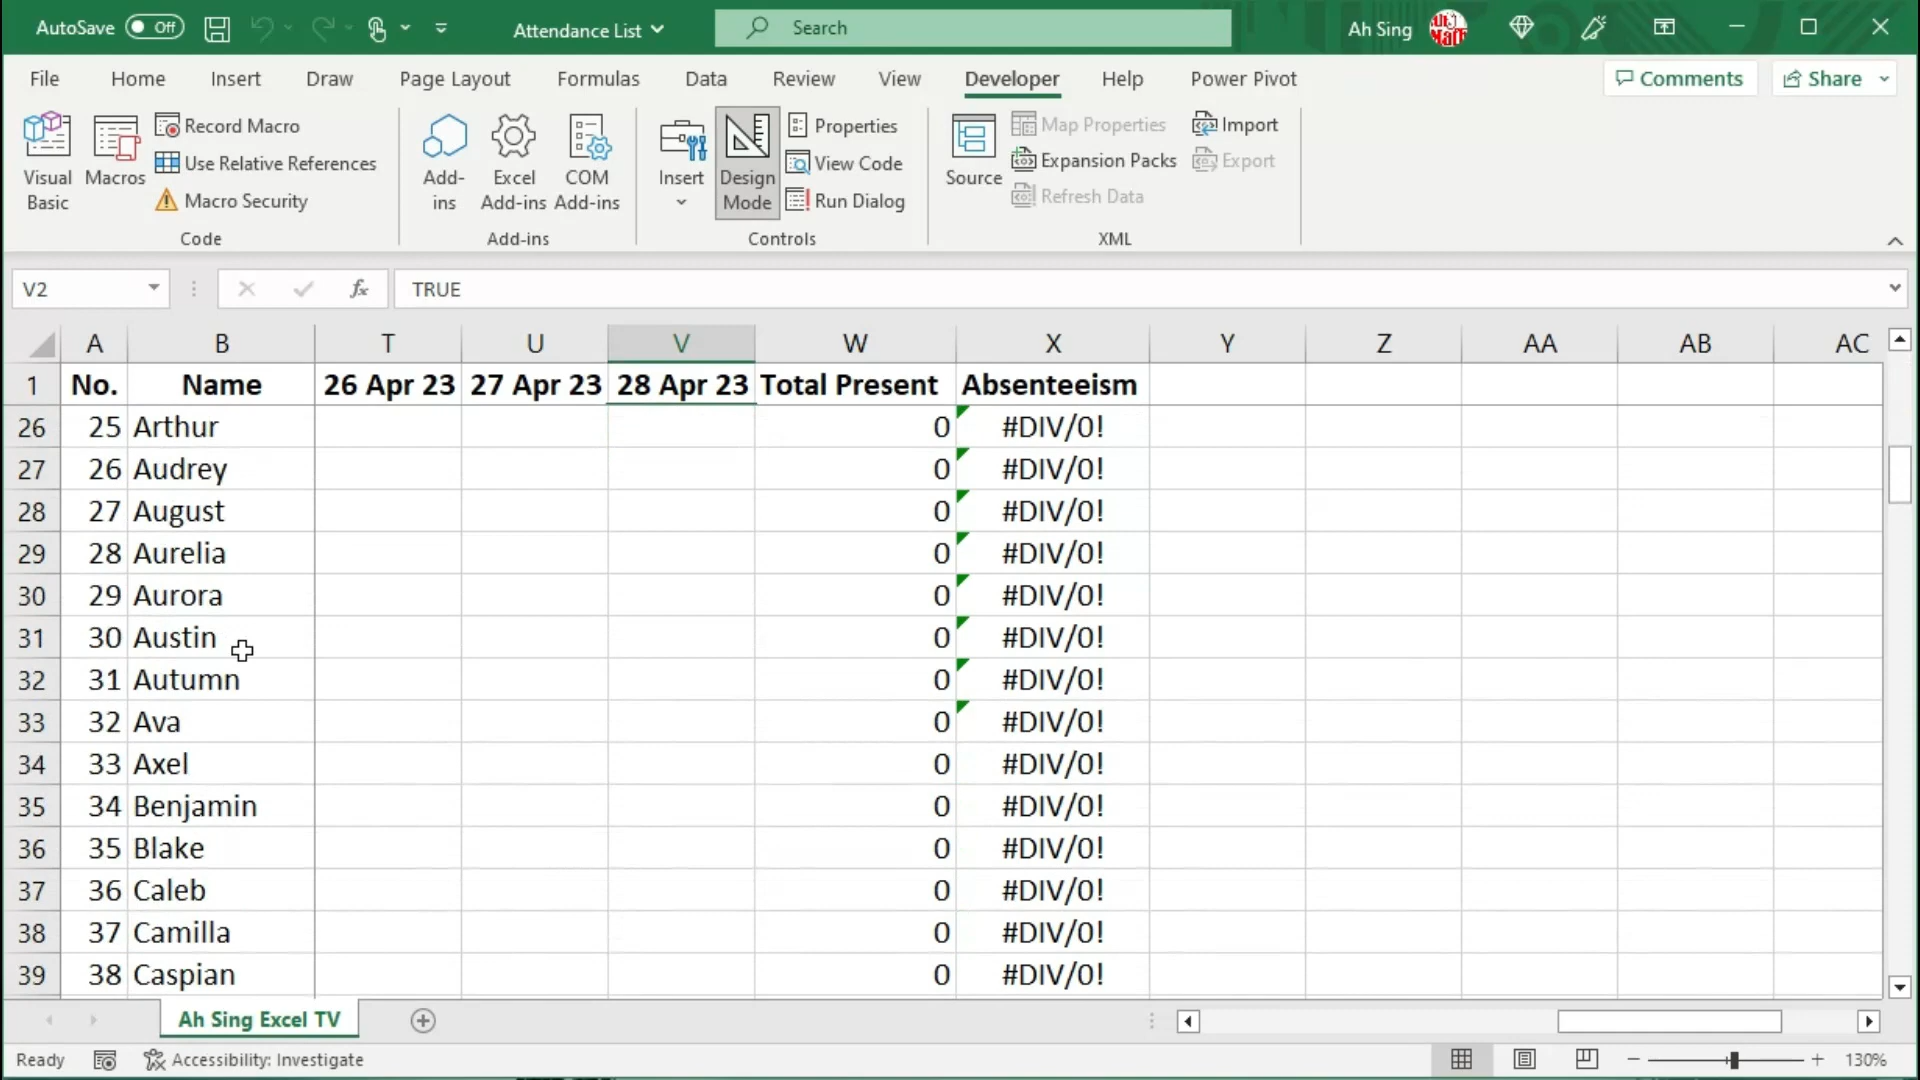 AutoSave Off Attendance List Search Ah Sing
File Home Insert Draw Page Layout Formulas Data Review View Developer Help Power Pivot Comments Share
Visual Basic Macros Record Macro Use Relative References Macro Security
Add-ins Excel Add-ins COM Add-ins
Insert Design Mode Properties View Code Run Dialog
Source Map Properties Expansion Packs Refresh Data Import Export
Code Add-ins Controls XML
V2 fx TRUE
A B T U V W X Y Z AA AB AC
1 No. Name 26 Apr 23 27 Apr 23 28 Apr 23 Total Present Absenteeism
26 25 Arthur 0 #DIV/0!
27 26 Audrey 0 #DIV/0!
28 27 August 0 #DIV/0!
29 28 Aurelia 0 #DIV/0!
30 29 Aurora 0 #DIV/0!
31 30 Austin 0 #DIV/0!
32 31 Autumn 0 #DIV/0!
33 32 Ava 0 #DIV/0!
34 33 Axel 0 #DIV/0!
35 34 Benjamin 0 #DIV/0!
36 35 Blake 0 #DIV/0!
37 36 Caleb 0 #DIV/0!
38 37 Camilla 0 #DIV/0!
39 38 Caspian 0 #DIV/0!
Ah Sing Excel TV
Ready Accessibility: Investigate 130%